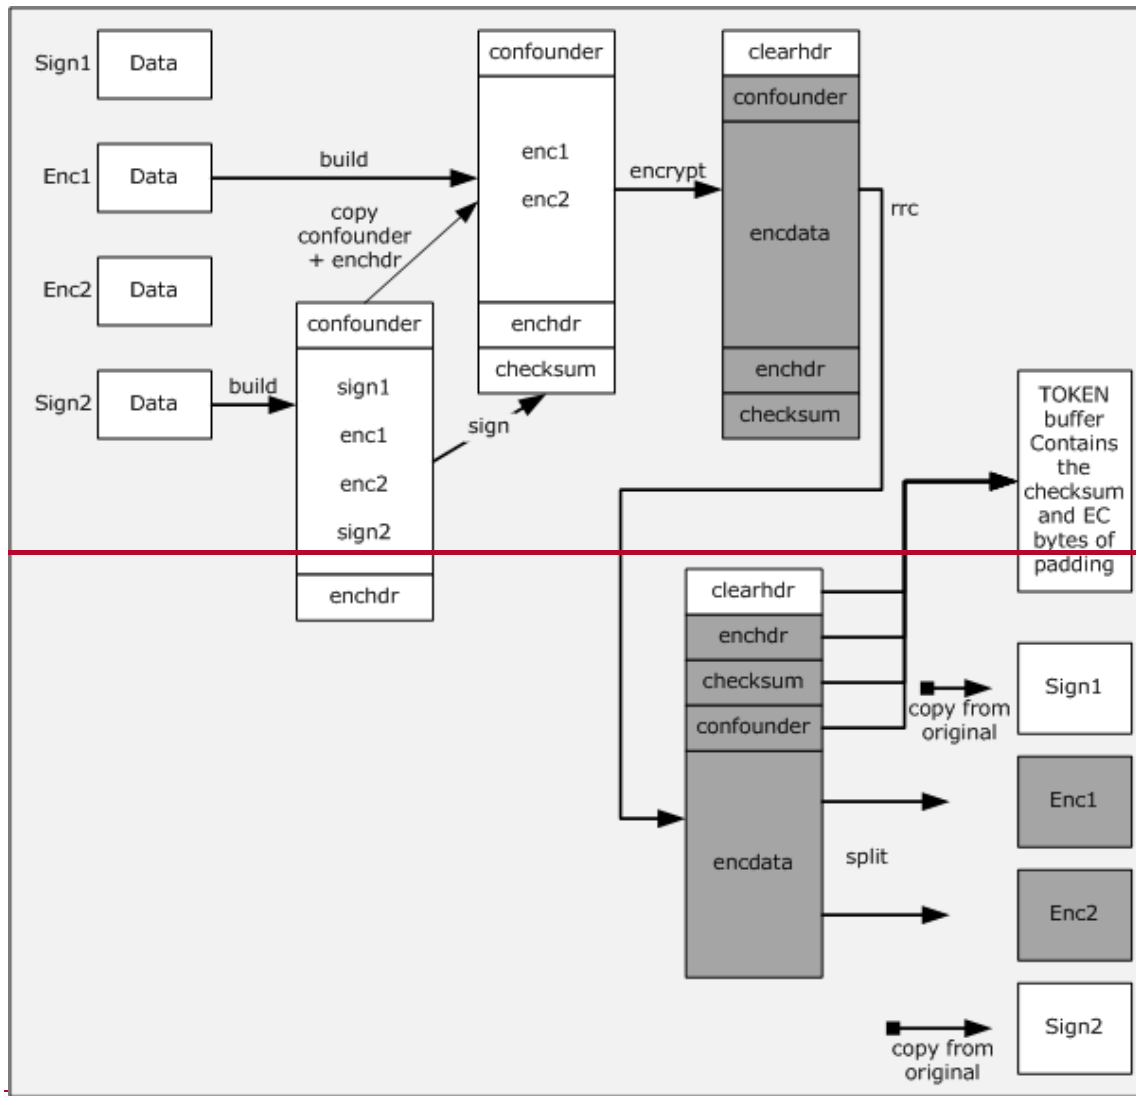 Sign1
Data
Enc1
Data
Enc2
Data
Sign2
Data
build
copy
confounder
+ enchdr
build
confounder
sign1
enc1
enc2
sign2
enchdr
sign
confounder
enc1
enc2
enchdr
checksum
encrypt
clearhdr
confounder
encdata
enchdr
checksum
rrc
clearhdr
enchdr
checksum
confounder
encdata
split
TOKEN
buffer
Contains
the
checksum
and EC
bytes of
padding
copy from
original
Sign1
Enc1
Enc2
copy from
original
Sign2